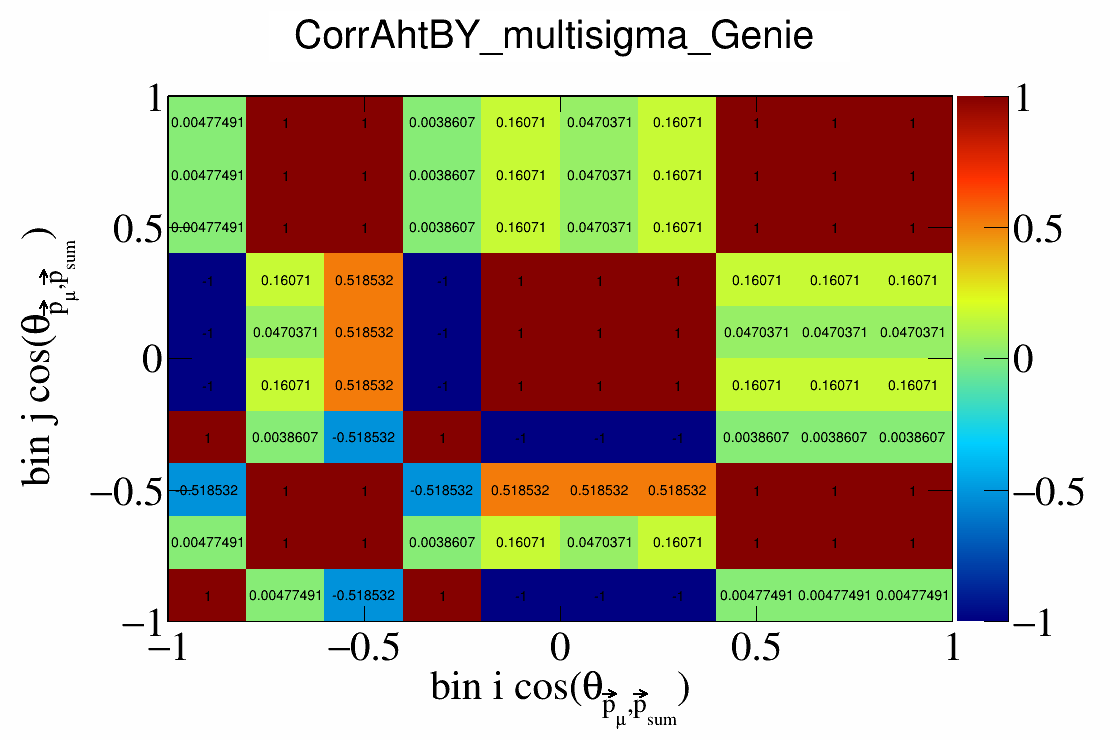 CorrAhtBY_multisigma_Genie
bin j cos(θ p⃗μ,p⃗sum)
1
0.5
0
−0.5
−1
0.00477491 1 1 0.0038607 0.16071 0.0470371 0.16071 1 1 1
0.00477491 1 1 0.0038607 0.16071 0.0470371 0.16071 1 1 1
0.00477491 1 1 0.0038607 0.16071 0.0470371 0.16071 1 1 1
-1 0.16071 0.518532 -1 1 1 1 0.16071 0.16071 0.16071
-1 0.0470371 0.518532 -1 1 1 1 0.0470371 0.0470371 0.0470371
-1 0.16071 0.518532 -1 1 1 1 0.16071 0.16071 0.16071
1 0.0038607 -0.518532 1 -1 -1 -1 0.0038607 0.0038607 0.0038607
-0.518532 1 1 -0.518532 0.518532 0.518532 0.518532 1 1 1
0.00477491 1 1 0.0038607 0.16071 0.0470371 0.16071 1 1 1
1 0.00477491 -0.518532 1 -1 -1 -1 0.00477491 0.00477491 0.00477491
1
0.5
0
−0.5
−1
−1 −0.5 0 0.5 1
bin i cos(θ p⃗μ,p⃗sum)